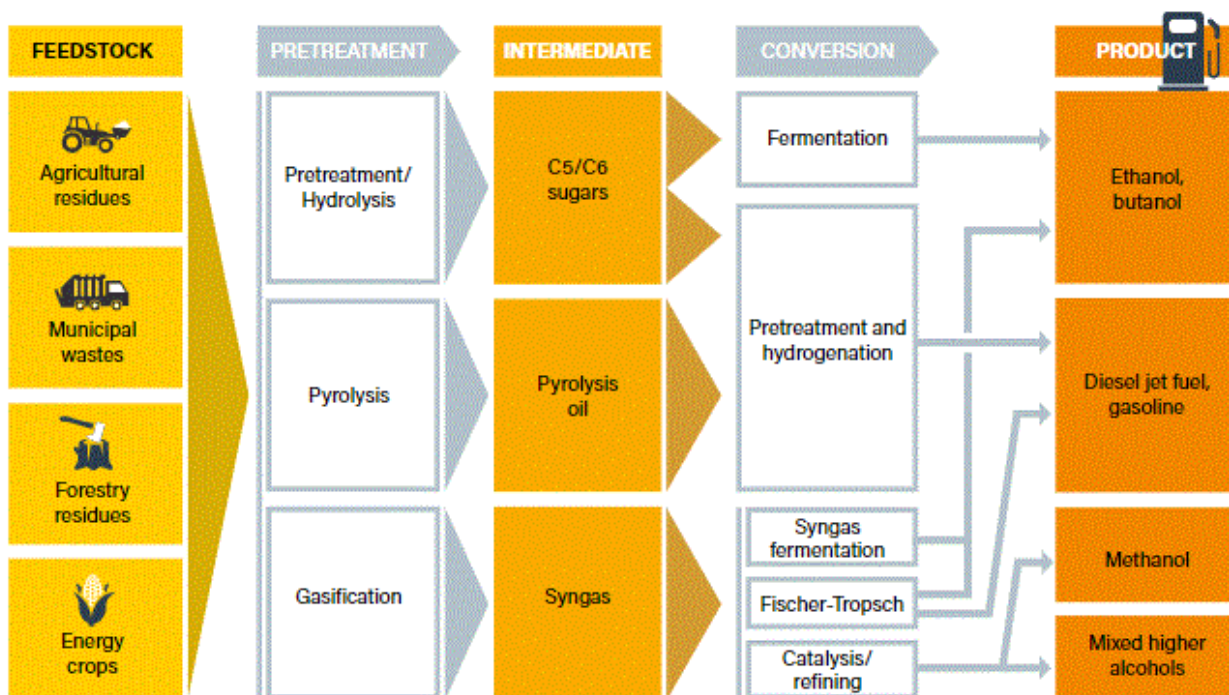 FEEDSTOCK
PRETREATMENT
INTERMEDIATE
CONVERSION
PRODUCT
Agricultural
residues
Municipal
wastes
Forestry
residues
Energy
crops
Pretreatment/
Hydrolysis
Pyrolysis
Gasification
C5/C6
sugars
Pyrolysis
oil
Syngas
Fermentation
Pretreatment and
hydrogenation
Syngas
fermentation
Fischer-Tropsch
Catalysis/
refining
Ethanol,
butanol
Diesel jet fuel,
gasoline
Methanol
Mixed higher
alcohols